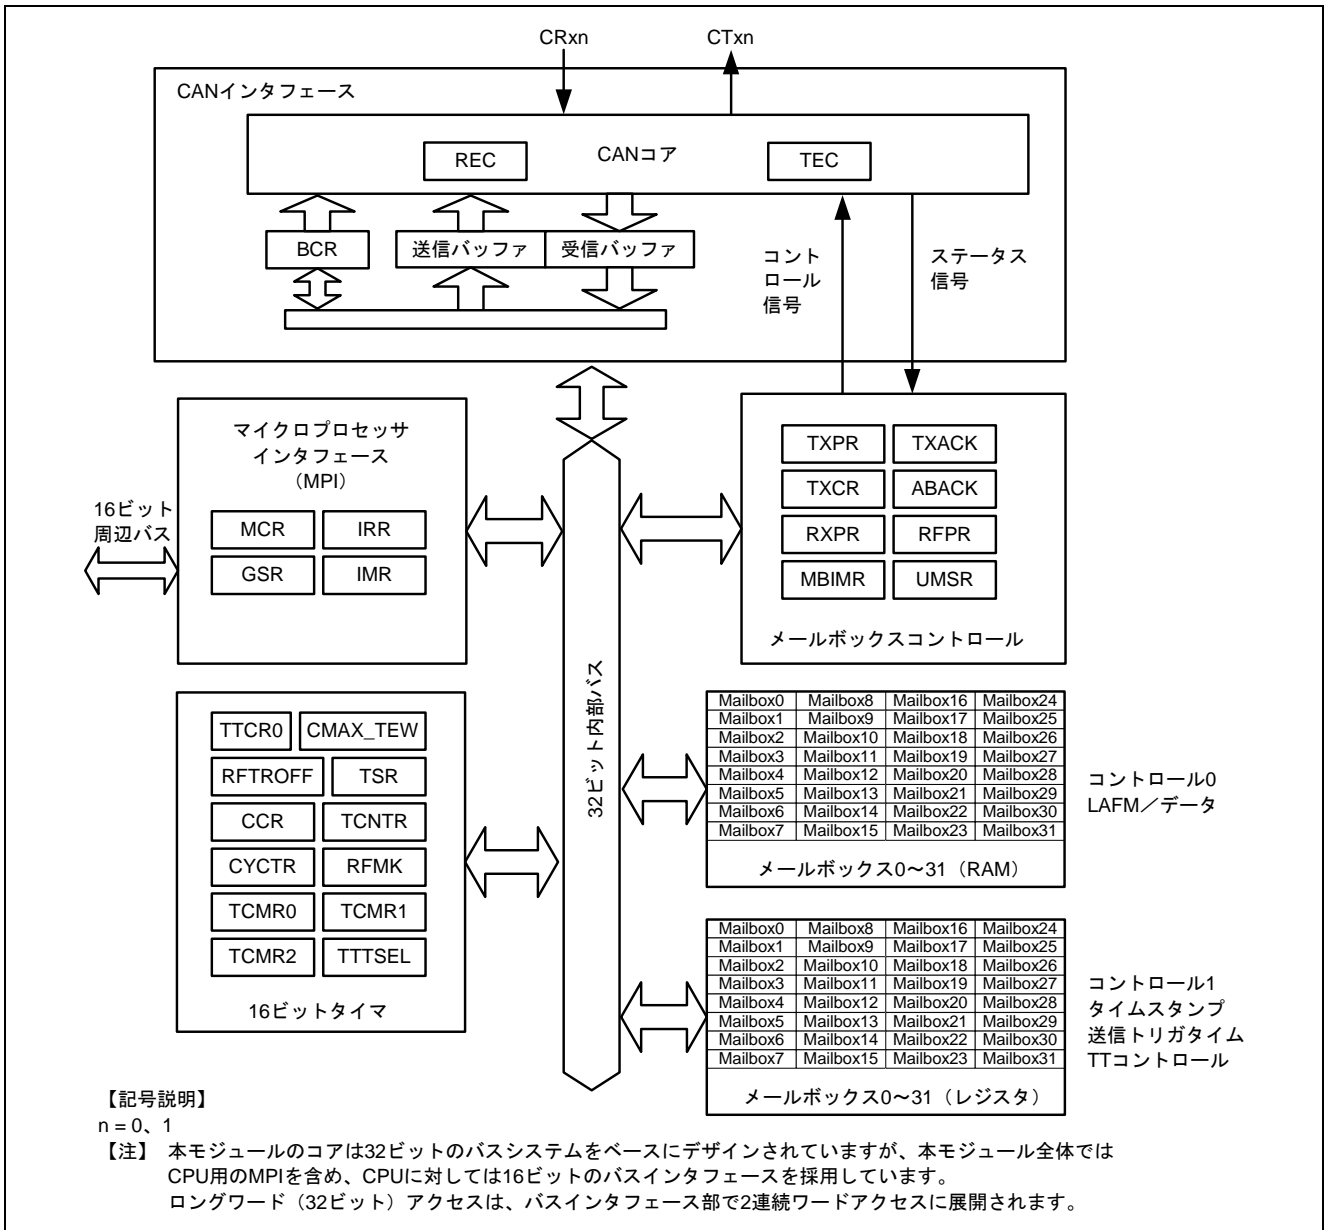 CRxn CTxn
CANインタフェース
REC CANコア TEC
BCR 送信バッファ 受信バッファ
コント
ロール
信号
ステータス
信号
マイクロプロセッサ
インタフェース
（MPI）
16ビット
周辺バス
MCR IRR
GSR IMR
TXPR TXACK
TXCR ABACK
RXPR RFPR
MBIMR UMSR
メールボックスコントロール
32ビット内部バス
TTCR0 CMAX_TEW
RFTROFF TSR
CCR TCNTR
CYCTR RFMK
TCMR0 TCMR1
TCMR2 TTTSEL
16ビットタイマ
Mailbox0 Mailbox8 Mailbox16 Mailbox24
Mailbox1 Mailbox9 Mailbox17 Mailbox25
Mailbox2 Mailbox10 Mailbox18 Mailbox26
Mailbox3 Mailbox11 Mailbox19 Mailbox27
Mailbox4 Mailbox12 Mailbox20 Mailbox28
Mailbox5 Mailbox13 Mailbox21 Mailbox29
Mailbox6 Mailbox14 Mailbox22 Mailbox30
Mailbox7 Mailbox15 Mailbox23 Mailbox31
メールボックス0～31（RAM）
コントロール0
LAFM／データ
Mailbox0 Mailbox8 Mailbox16 Mailbox24
Mailbox1 Mailbox9 Mailbox17 Mailbox25
Mailbox2 Mailbox10 Mailbox18 Mailbox26
Mailbox3 Mailbox11 Mailbox19 Mailbox27
Mailbox4 Mailbox12 Mailbox20 Mailbox28
Mailbox5 Mailbox13 Mailbox21 Mailbox29
Mailbox6 Mailbox14 Mailbox22 Mailbox30
Mailbox7 Mailbox15 Mailbox23 Mailbox31
メールボックス0～31（レジスタ）
コントロール1
タイムスタンプ
送信トリガタイム
TTコントロール
【記号説明】
n = 0、1
【注】 本モジュールのコアは32ビットのバスシステムをベースにデザインされていますが、本モジュール全体では
CPU用のMPIを含め、CPUに対しては16ビットのバスインタフェースを採用しています。
ロングワード（32ビット）アクセスは、バスインタフェース部で2連続ワードアクセスに展開されます。